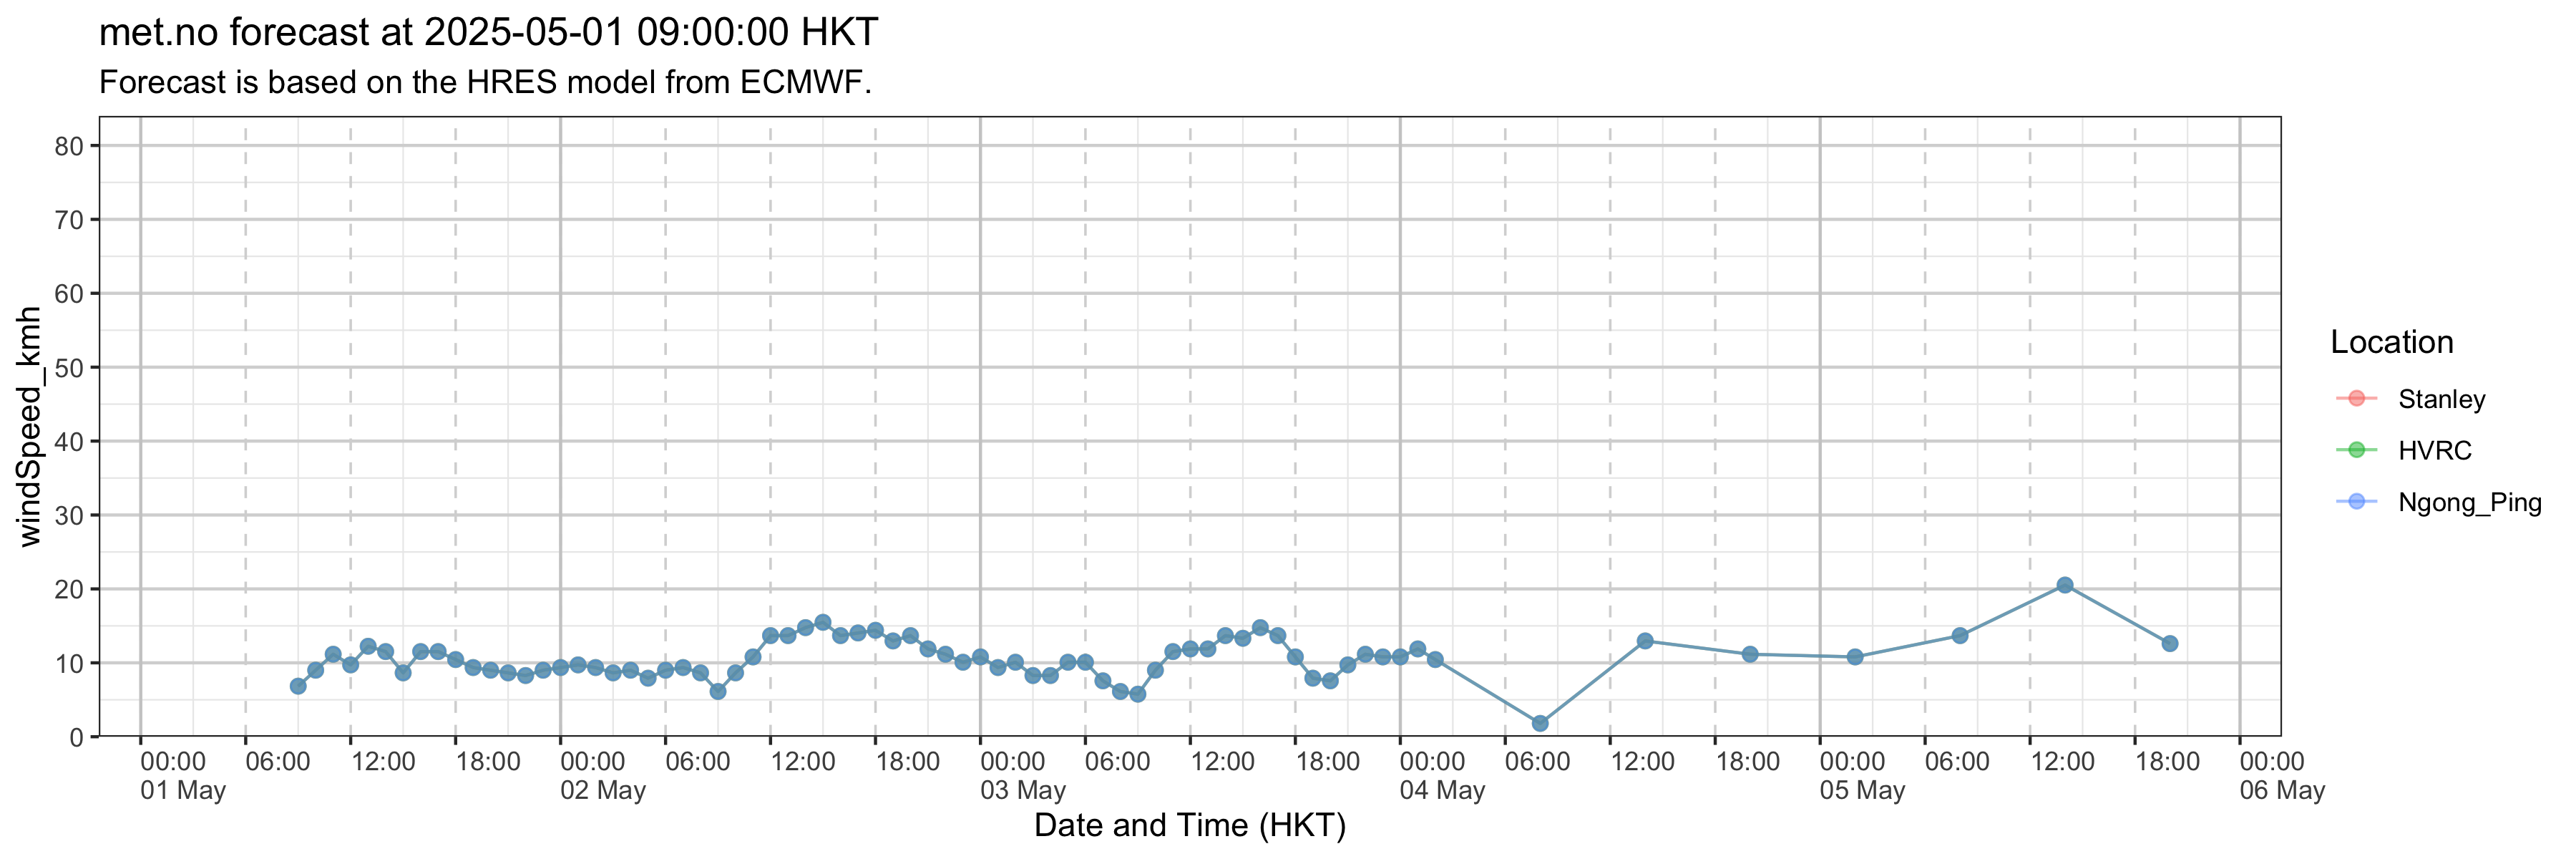 met.no forecast at 2025-05-01 09:00:00 HKT
Forecast is based on the HRES model from ECMWF.
windSpeed_kmh
80
70
60
50
40
30
20
10
0
00:00 06:00 12:00 18:00 00:00 06:00 12:00 18:00 00:00 06:00 12:00 18:00 00:00 06:00 12:00 18:00 00:00 06:00 12:00 18:00 00:00
01 May 02 May 03 May 04 May 05 May 06 May
Date and Time (HKT)
Location
Stanley
HVRC
Ngong_Ping